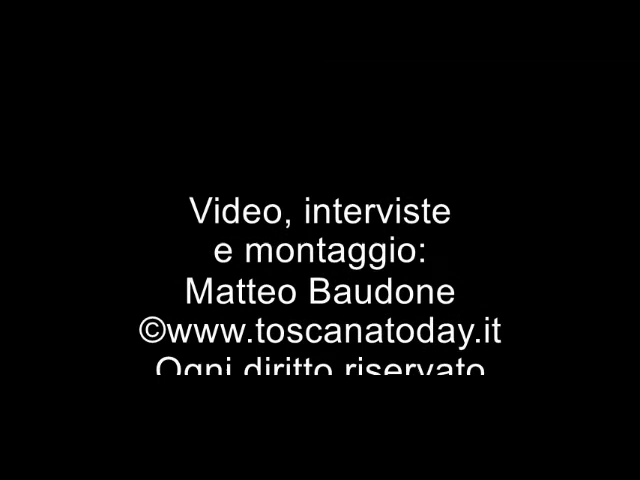 Video, interviste
e montaggio:
Matteo Baudone
©www.toscanatoday.it
Ogni diritto riservato